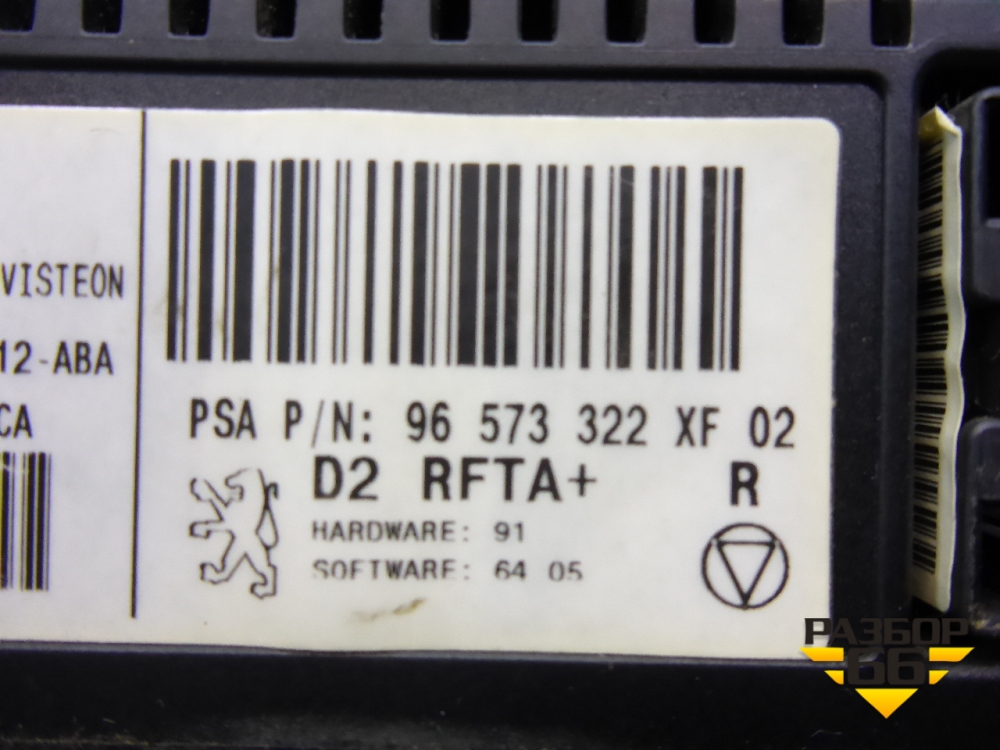 VISTEON
12-ABA
CA
PSA P/N: 96 573 322 XF 02
D2 RFTA+ R
HARDWARE: 91
SOFTWARE: 64 05
РАЗБОР
66